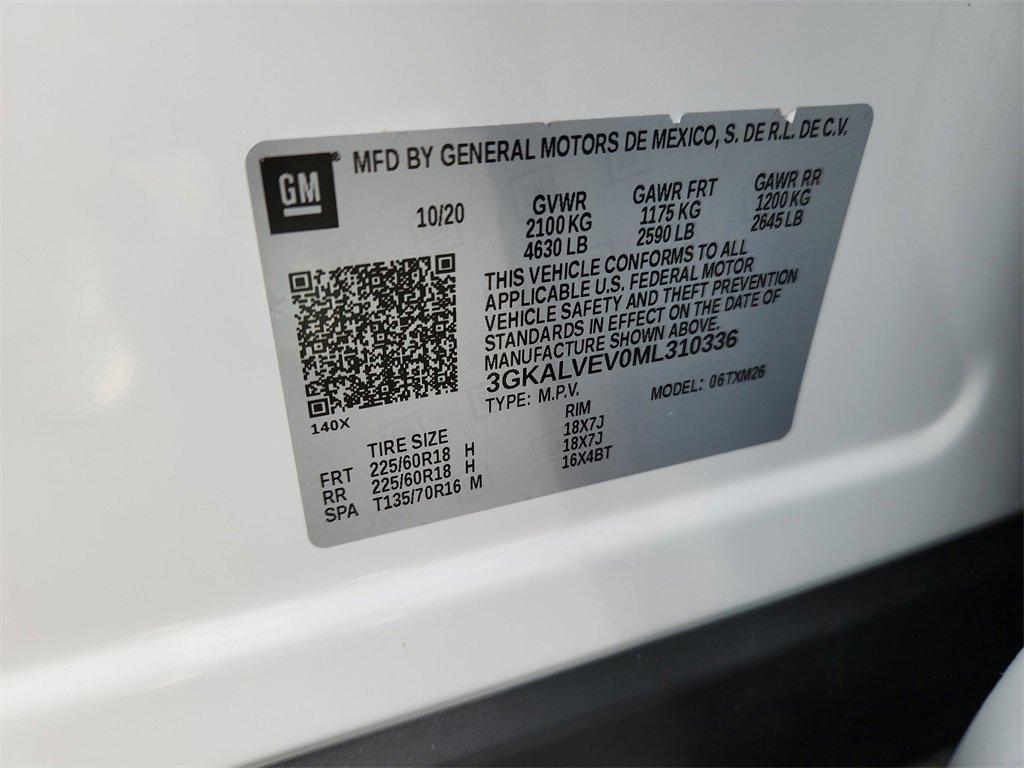 GM
MFD BY GENERAL MOTORS DE MEXICO, S. DE R.L. DE C.V.
10/20
GVWR
2100 KG
4630 LB
GAWR FRT
1175 KG
2590 LB
GAWR RR
1200 KG
2645 LB
THIS VEHICLE CONFORMS TO ALL
APPLICABLE U.S. FEDERAL MOTOR
VEHICLE SAFETY AND THEFT PREVENTION
STANDARDS IN EFFECT ON THE DATE OF
MANUFACTURE SHOWN ABOVE.
3GKALVEV0ML310336
TYPE: M.P.V. MODEL: 06TXM26
140X
TIRE SIZE RIM
FRT 225/60R18 H 18X7J
RR 225/60R18 H 18X7J
SPA T135/70R16 M 16X4BT